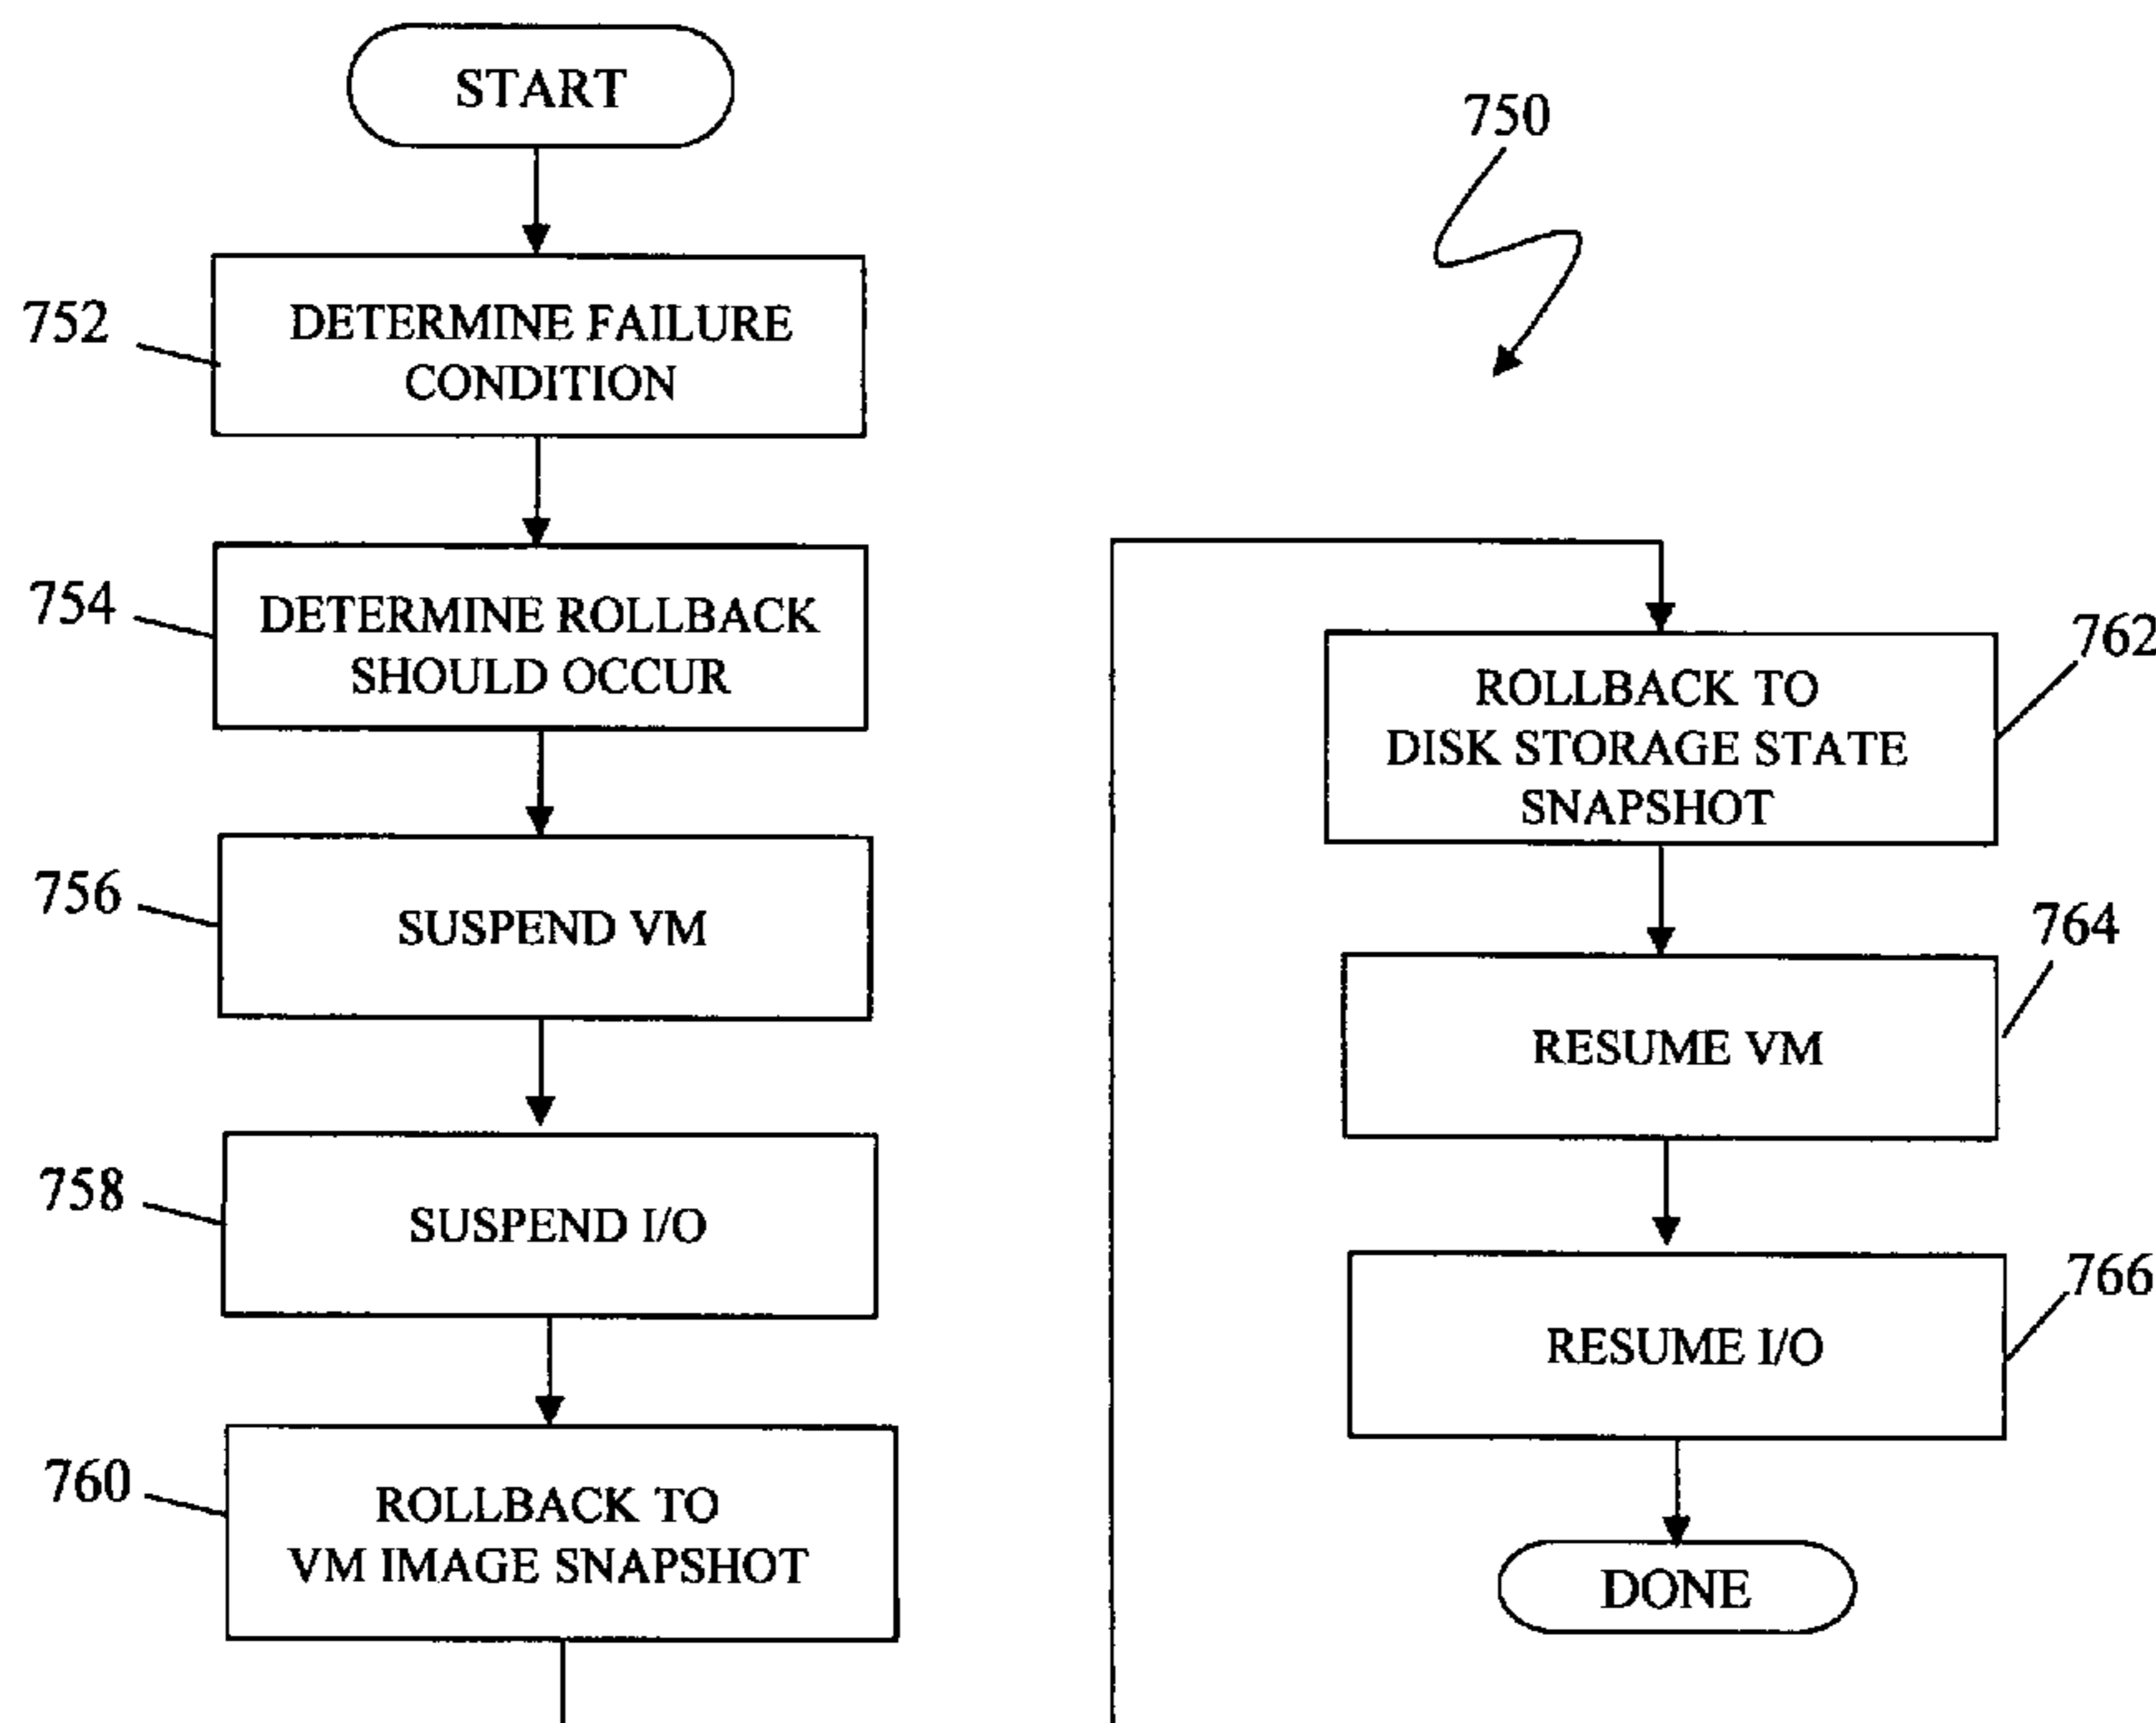 START
750
752
DETERMINE FAILURE
CONDITION
754
DETERMINE ROLLBACK
SHOULD OCCUR
756
SUSPEND VM
758
SUSPEND I/O
760
ROLLBACK TO
VM IMAGE SNAPSHOT
762
ROLLBACK TO
DISK STORAGE STATE
SNAPSHOT
764
RESUME VM
766
RESUME I/O
DONE